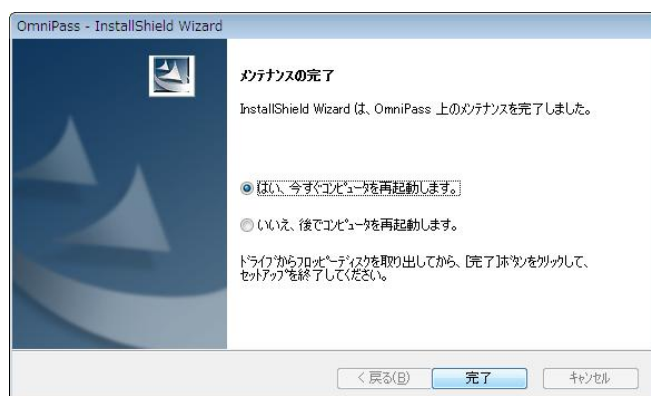 OmniPass - InstallShield Wizard
メンテナンスの完了
InstallShield Wizard は、OmniPass 上のメンテナンスを完了しました。
はい、今すぐコンピュータを再起動します。
いいえ、後でコンピュータを再起動します。
ドライブからフロッピーディスクを取り出してから、[完了]ボタンをクリックして、
セットアップを終了してください。
< 戻る(B)
完了
キャンセル